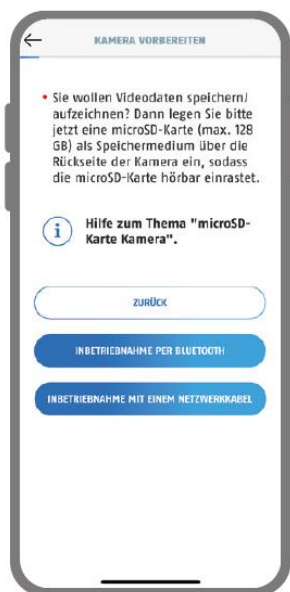 KAMERA VORBEREITEN
• Sie wollen Videodaten speichern/
aufzeichnen? Dann legen Sie bitte
jetzt eine microSD-Karte (max. 128
GB) als Speichermedium über die
Rückseite der Kamera ein, sodass
die microSD-Karte hörbar einrastet.
Hilfe zum Thema "microSD-
Karte Kamera".
ZURÜCK
INBETRIEBNAHME PER BLUETOOTH
INBETRIEBNAHME MIT EINEM NETZWERKKABEL